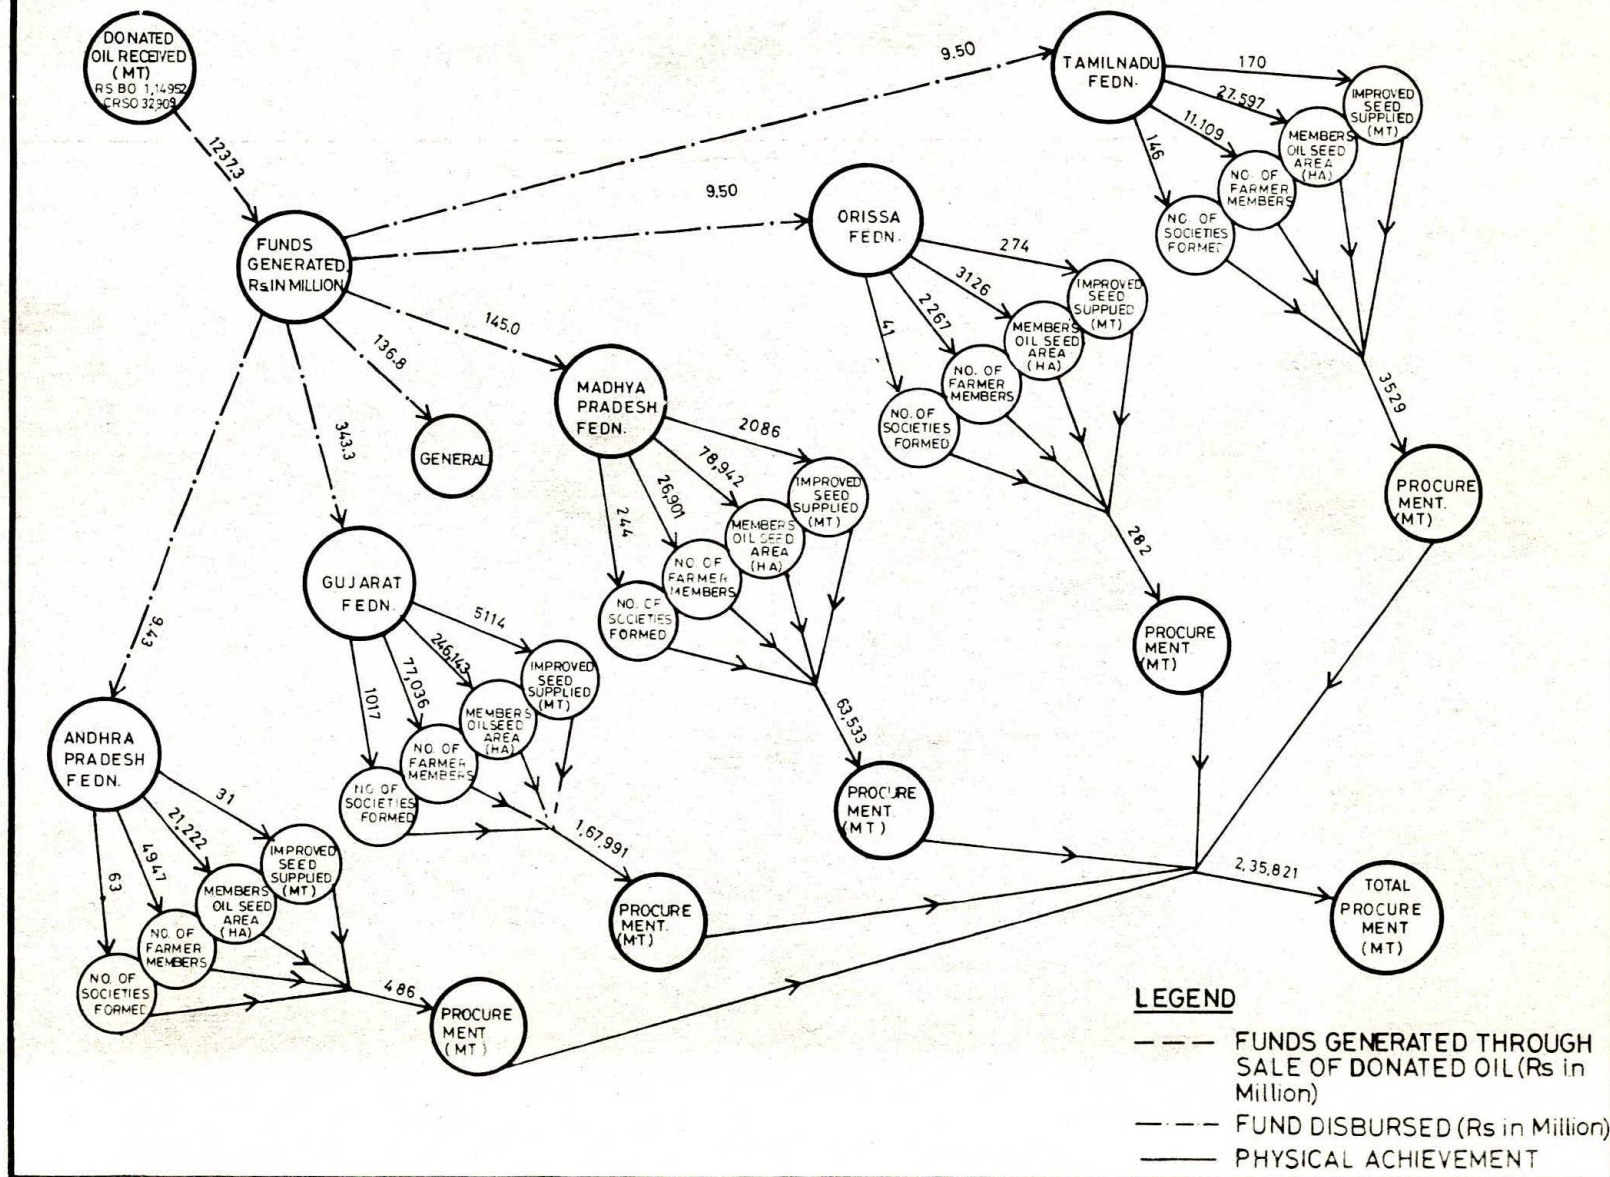 DONATED
OIL RECEIVED
(MT)
RS BO 1,14952
CRSO 32,909
1237.3
FUNDS
GENERATED.
Rs.IN MILLION
9.50
9.50
145.0
136.8
343.3
9.43
GENERAL
TAMILNADU
FEDN.
170
27.597
11.109
146
IMPROVED
SEED
SUPPLIED
(MT)
MEMBERS
OIL SEED
AREA
(HA)
NO. OF
FARMER
MEMBERS
NO. OF
SOCIETIES
FORMED
3529
PROCURE
MENT.
(MT)
ORISSA
FEDN.
274
3126
2267
41
IMPROVED
SEED
SUPPLIED
(MT)
MEMBERS
OIL SEED
AREA
(HA)
NO. OF
FARMER
MEMBERS
NO. OF
SOCIETIES
FORMED
282
PROCURE
MENT.
(MT)
MADHYA
PRADESH
FEDN.
2086
78,942
26,901
244
IMPROVED
SEED
SUPPLIED
(MT)
MEMBERS
OIL SEED
AREA
(HA)
NO. OF
FARMER
MEMBERS
NO. OF
SOCIETIES
FORMED
63,533
PROCURE
MENT.
(MT)
GUJARAT
FEDN.
5114
246,143
77,036
1017
IMPROVED
SEED
SUPPLIED
(MT)
MEMBERS
OILSEED
AREA
(HA)
NO. OF
FARMER
MEMBERS
NO. OF
SOCIETIES
FORMED
1,67,991
PROCURE
MENT.
(MT)
ANDHRA
PRADESH
FEDN.
31
21,222
4947
63
IMPROVED
SEED
SUPPLIED
(MT)
MEMBERS
OIL SEED
AREA
(HA)
NO. OF
FARMER
MEMBERS
NO. OF
SOCIETIES
FORMED
486
PROCURE
MENT
(MT)
2,35,821
TOTAL
PROCURE
MENT
(MT)
LEGEND
FUNDS GENERATED THROUGH
SALE OF DONATED OIL (Rs in
Million)
FUND DISBURSED (Rs in Million)
PHYSICAL ACHIEVEMENT